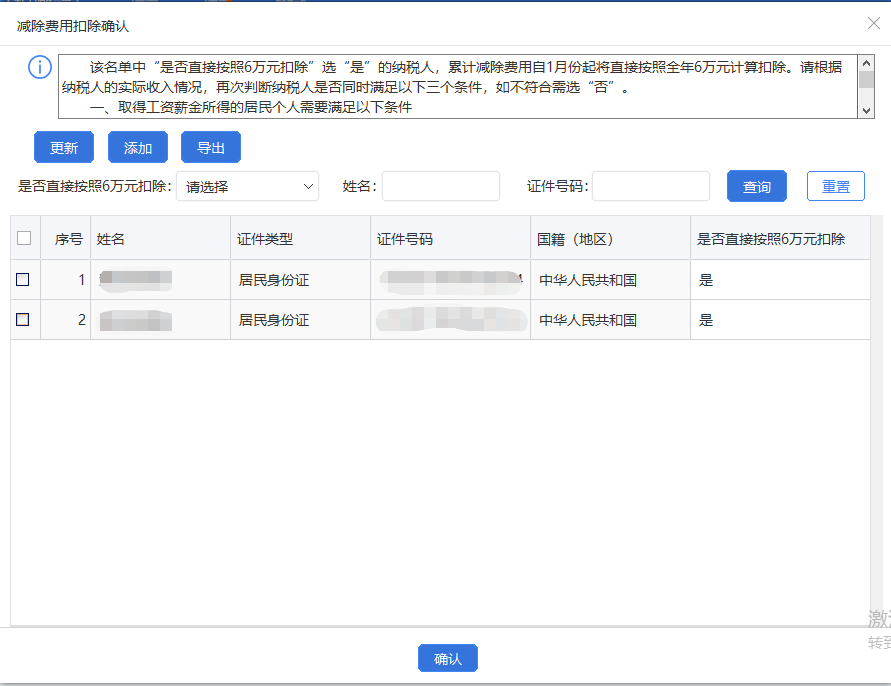 减除费用扣除确认
该名单中“是否直接按照6万元扣除”选“是”的纳税人，累计减除费用自1月份起将直接按照全年6万元计算扣除。请根据
纳税人的实际收入情况，再次判断纳税人是否同时满足以下三个条件，如不符合需选“否”。
一、取得工资薪金所得的居民个人需要满足以下条件
更新 添加 导出
是否直接按照6万元扣除: 请选择 姓名: 证件号码: 查询 重置
序号 姓名 证件类型 证件号码 国籍（地区） 是否直接按照6万元扣除
1 居民身份证 中华人民共和国 是
2 居民身份证 中华人民共和国 是
确认
转到